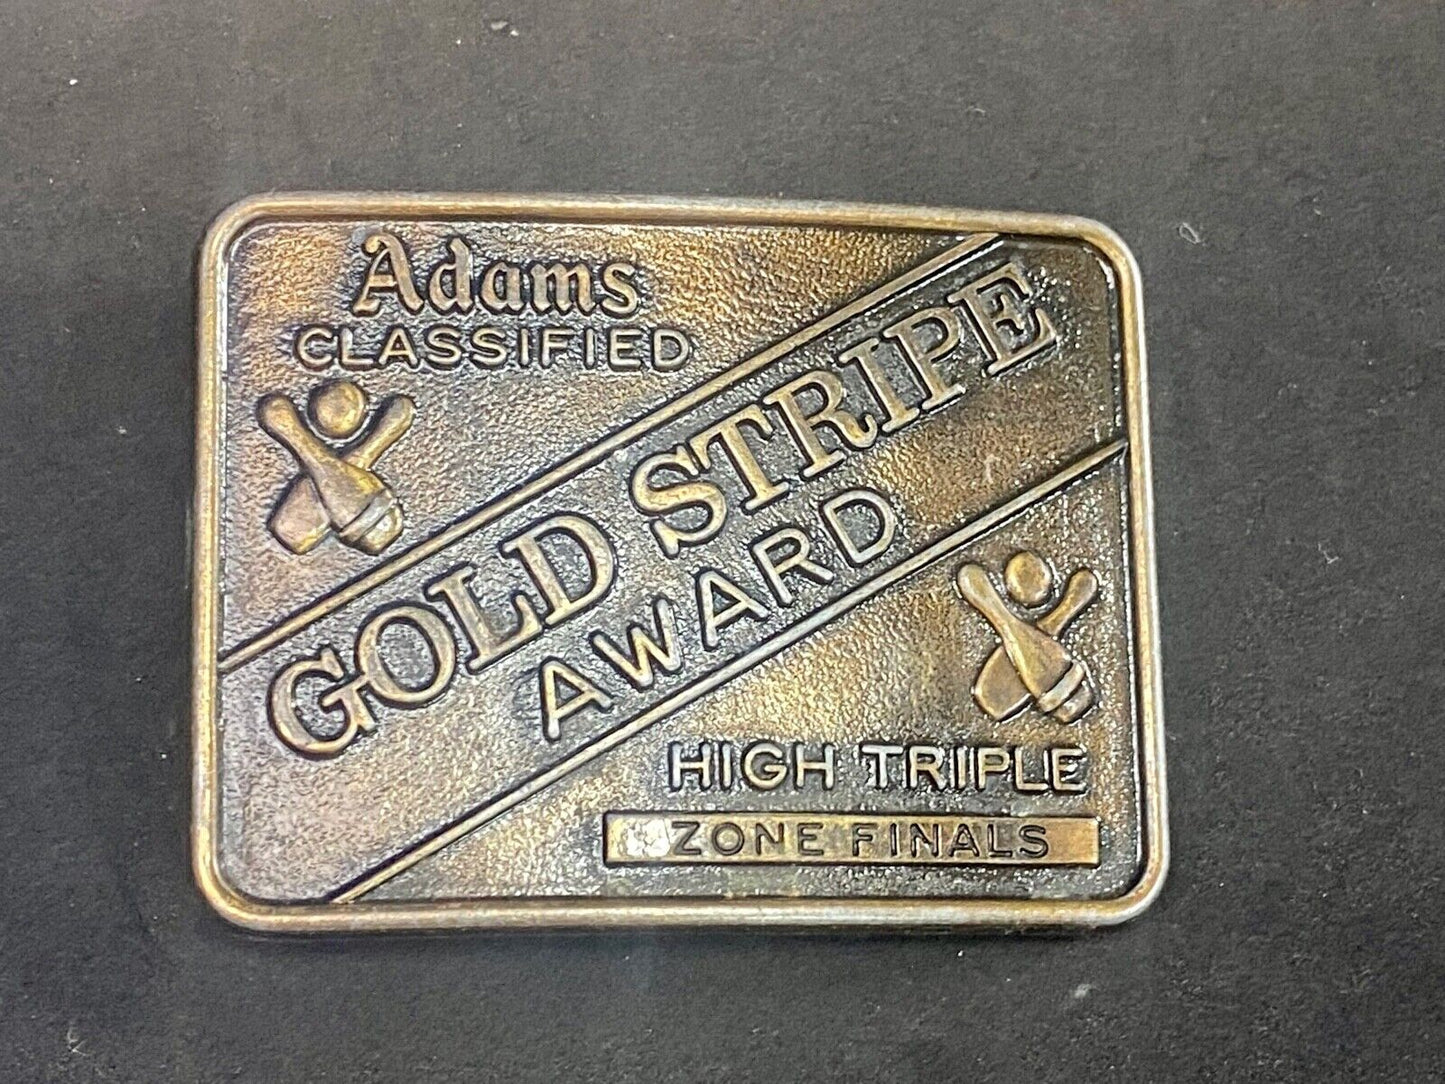 Adams
CLASSIFIED
GOLD STRIPE
AWARD
HIGH TRIPLE
ZONE FINALS